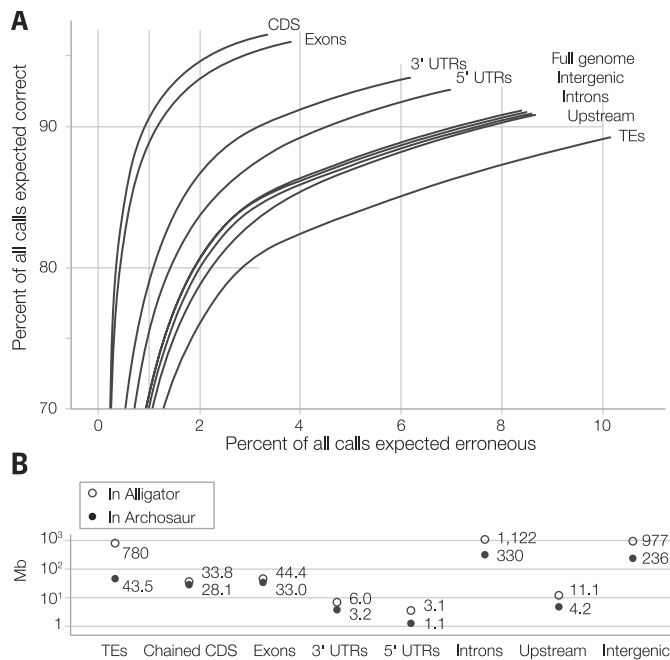 A
CDS
Exons
3' UTRs
5' UTRs
Full genome
Intergenic
Introns
Upstream
TEs
Percent of all calls expected correct
90
80
70
0 2 4 6 8 10
Percent of all calls expected erroneous
B
In Alligator
In Archosaur
Mb
10³
10²
10¹
1
780
43.5
33.8
28.1
44.4
33.0
6.0
3.2
3.1
1.1
1,122
330
11.1
4.2
977
236
TEs Chained CDS Exons 3' UTRs 5' UTRs Introns Upstream Intergenic